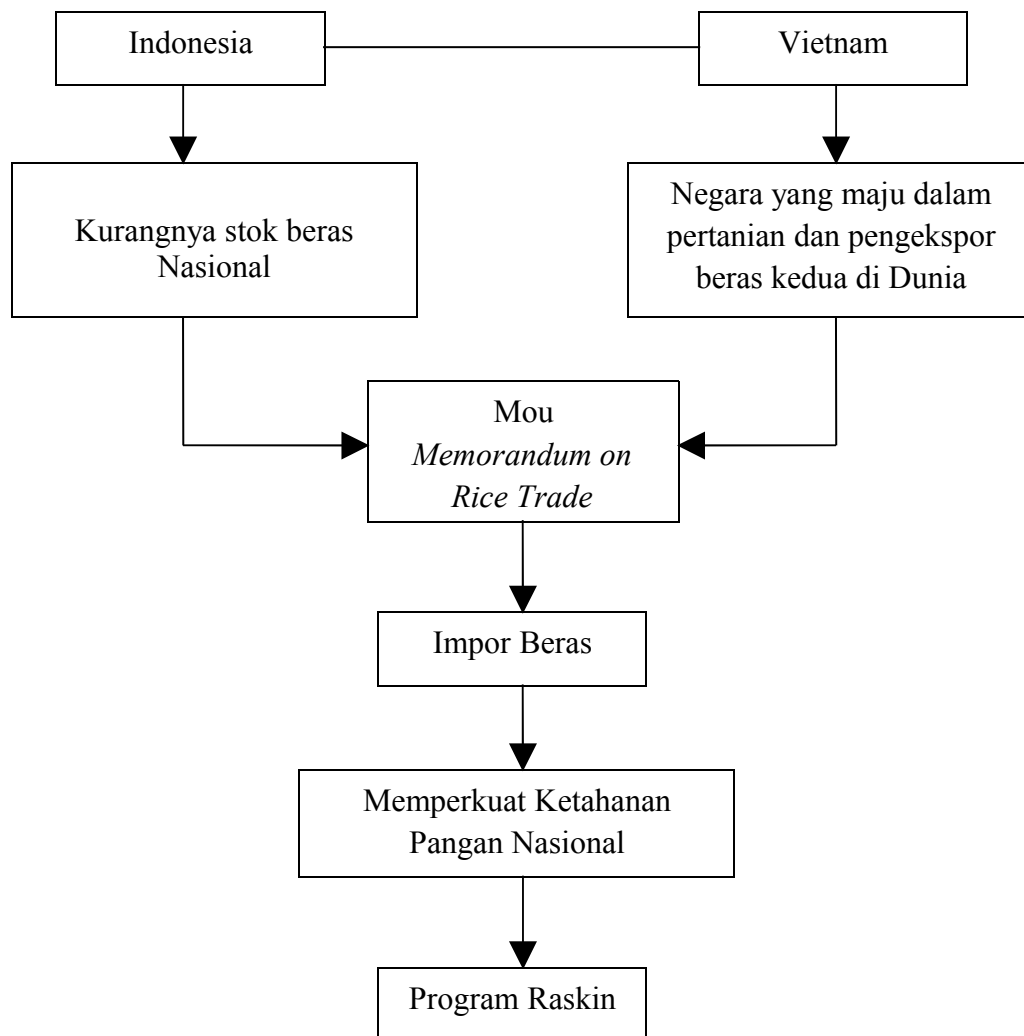 Indonesia
Vietnam
Kurangnya stok beras
Nasional
Negara yang maju dalam
pertanian dan pengekspor
beras kedua di Dunia
Mou
Memorandum on
Rice Trade
Impor Beras
Memperkuat Ketahanan
Pangan Nasional
Program Raskin